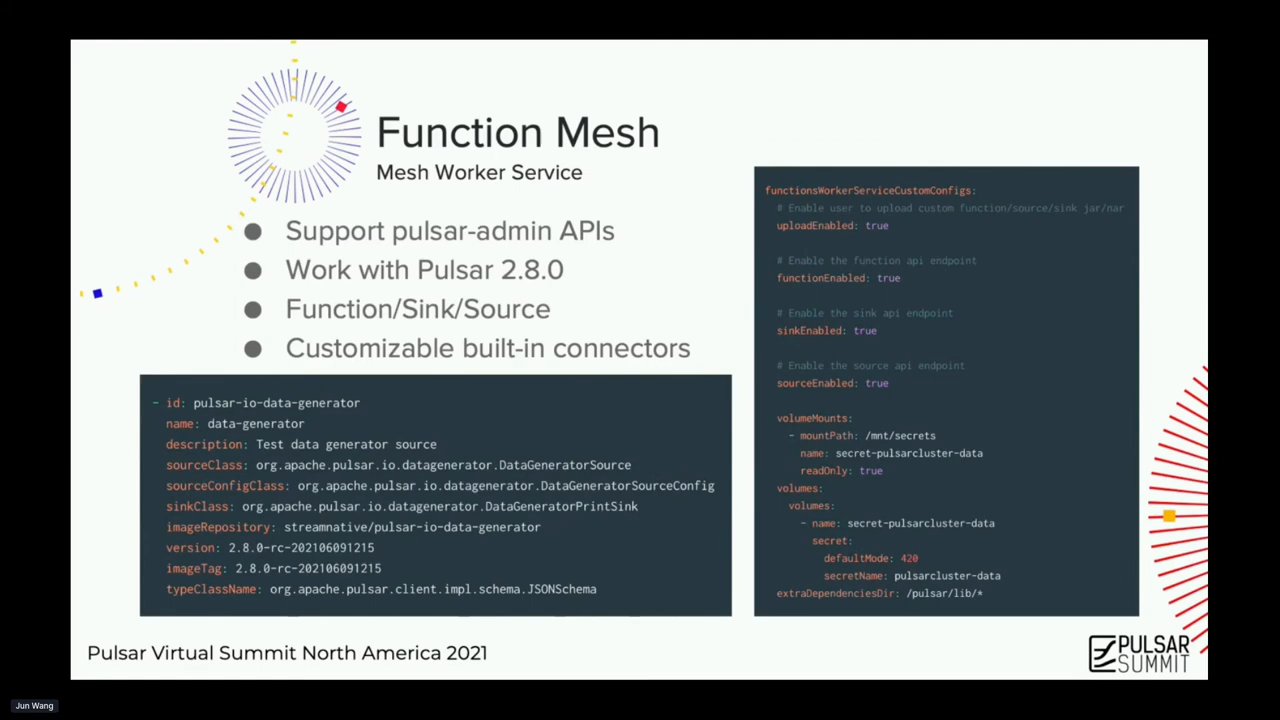 Function Mesh
Mesh Worker Service
● Support pulsar-admin APIs
● Work with Pulsar 2.8.0
● Function/Sink/Source
● Customizable built-in connectors
- id: pulsar-io-data-generator
name: data-generator
description: Test data generator source
sourceClass: org.apache.pulsar.io.datagenerator.DataGeneratorSource
sourceConfigClass: org.apache.pulsar.io.datagenerator.DataGeneratorSourceConfig
sinkClass: org.apache.pulsar.io.datagenerator.DataGeneratorPrintSink
imageRepository: streamnative/pulsar-io-data-generator
version: 2.8.0-rc-202106091215
imageTag: 2.8.0-rc-202106091215
typeClassName: org.apache.pulsar.client.impl.schema.JSONSchema
functionsWorkerServiceCustomConfigs:
# Enable user to upload custom function/source/sink jar/nar
uploadEnabled: true
# Enable the function api endpoint
functionEnabled: true
# Enable the sink api endpoint
sinkEnabled: true
# Enable the source api endpoint
sourceEnabled: true
volumeMounts:
- mountPath: /mnt/secrets
name: secret-pulsarcluster-data
readOnly: true
volumes:
volumes:
- name: secret-pulsarcluster-data
secret:
defaultMode: 420
secretName: pulsarcluster-data
extraDependenciesDir: /pulsar/lib/*
Pulsar Virtual Summit North America 2021
PULSAR
SUMMIT
Jun Wang